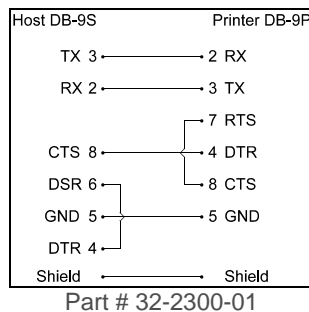 Host DB-9S Printer DB-9P
TX 3 2 RX
RX 2 3 TX
7 RTS
CTS 8 4 DTR
DSR 6 8 CTS
GND 5 5 GND
DTR 4
Shield Shield
Part # 32-2300-01